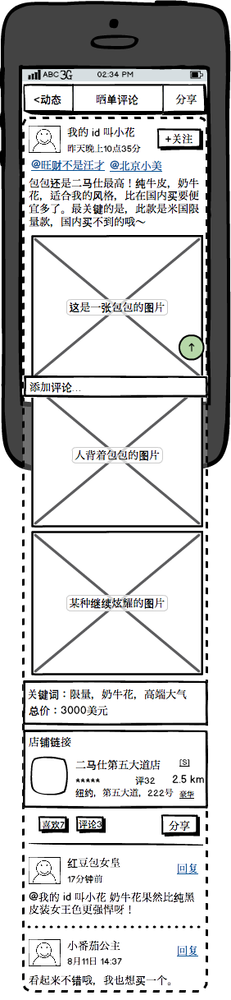 ABC 3G 02:34 PM
<动态 晒单评论 分享
我的 id 叫小花
昨天晚上10点35分
+关注
@旺财不是汪才 @北京小美
包包还是二马仕最高！纯牛皮，奶牛
花，适合我的风格，比在国内买要便
宜多了。最关键的是，此款是米国限
量款，国内买不到的哦～
这是一张包包的图片
↑
添加评论...
人背着包包的图片
某种继续炫耀的图片
关键词：限量，奶牛花，高端大气
总价：3000美元
店铺链接
二马仕第五大道店 [S]
***** 评32 2.5 km
纽约，第五大道，222号 豪华
喜欢7 评论3 分享
红豆包女皇
17分钟前
回复
@我的 id 叫小花 奶牛花果然比纯黑
皮装女王色更强悍呀！
小番茄公主
8月11日 14:37
回复
看起来不错哦，我也想买一个。